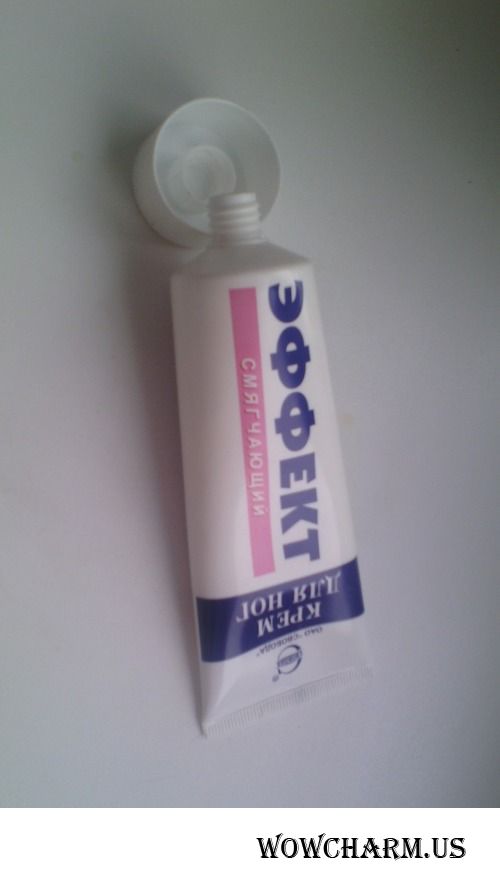 ЭФФЕКТ
СМЯГЧАЮЩИЙ
КРЕМ
ДЛЯ НОГ
ОАО "СВОБОДА"
WOWCHARM.US